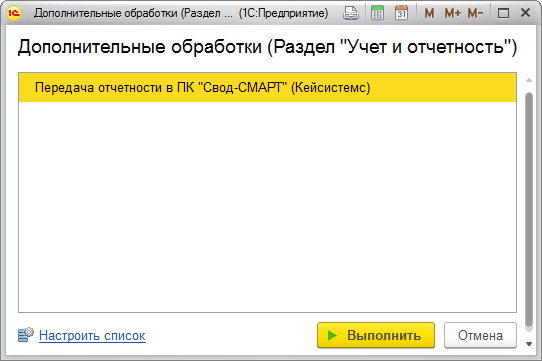 Дополнительные обработки (Раздел ... (1С:Предприятие) 31 M M+ M-
Дополнительные обработки (Раздел "Учет и отчетность")
Передача отчетности в ПК "Свод-СМАРТ" (Кейсистемс)
Настроить список Выполнить Отмена